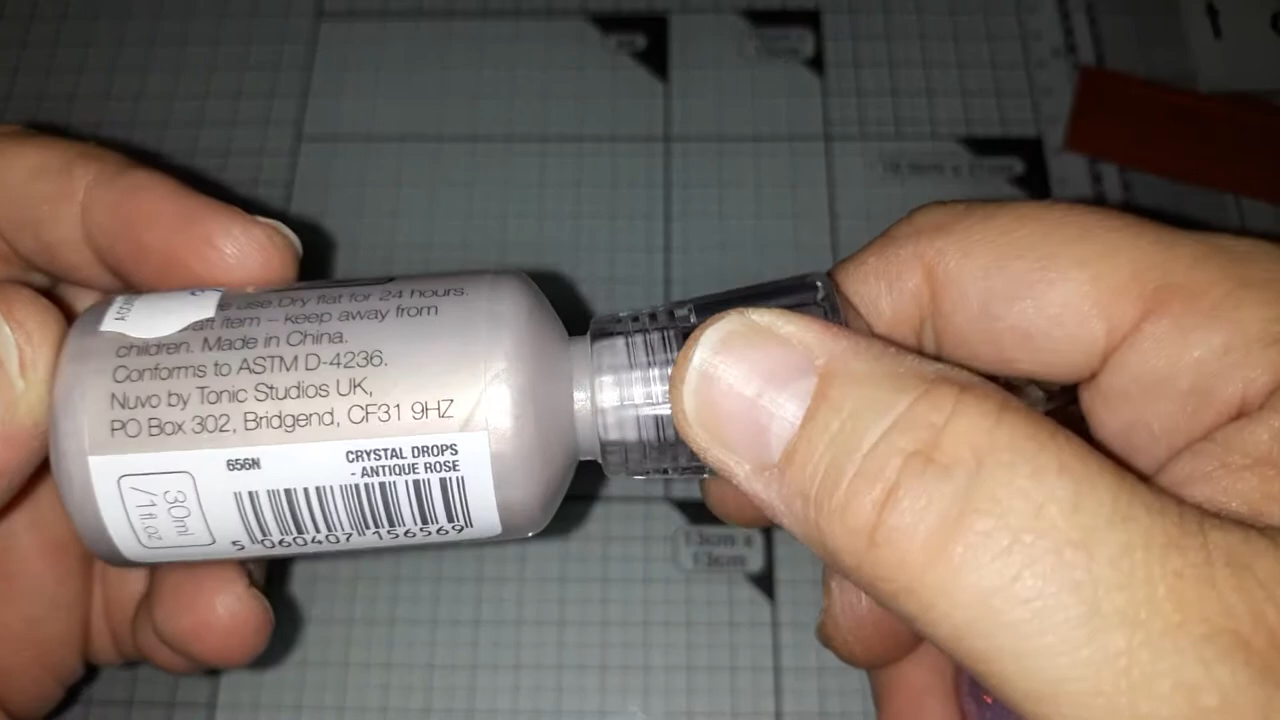 e use.Dry flat for 24 hours.
aft item – keep away from
children. Made in China.
Conforms to ASTM D-4236.
Nuvo by Tonic Studios UK,
PO Box 302, Bridgend, CF31 9HZ
656N
CRYSTAL DROPS
- ANTIQUE ROSE
30ml
/1fl.oz
5 060407 156569
13cm x
13cm